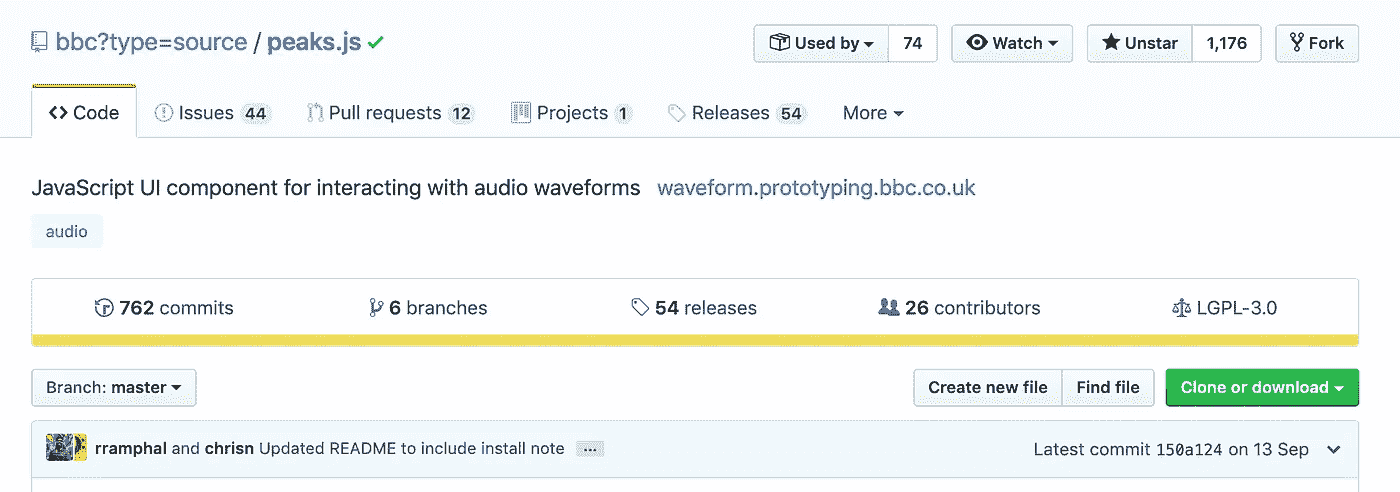 bbc?type=source / peaks.js Used by 74 Watch Unstar 1,176 Fork
Code Issues 44 Pull requests 12 Projects 1 Releases 54 More
JavaScript UI component for interacting with audio waveforms waveform.prototyping.bbc.co.uk
audio
762 commits 6 branches 54 releases 26 contributors LGPL-3.0
Branch: master Create new file Find file Clone or download
rramphal and chrisn Updated README to include install note ... Latest commit 150a124 on 13 Sep